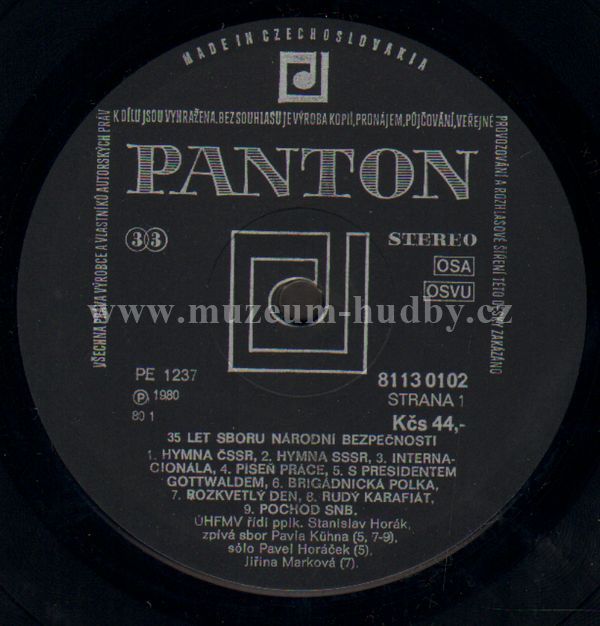 MADE IN CZECHOSLOVAKIA
VŠECHNA PRÁVA VÝROBCE A VLASTNÍKŮ AUTORSKÝCH PRÁV
K DÍLU JSOU VYHRAŽENA. BEZ SOUHLASU JE VÝROBA KOPIÍ, PRONÁJEM, PŮJČOVÁNÍ, VEŘEJNÉ
PROVOZOVÁNÍ A ROZHLASOVÉ ŠÍŘENÍ TÉTO DESKY ZAKÁZÁNO
PANTON
33
STEREO
OSA
OSVU
www.muzeum-hudby.cz
PE 1237
81130102
Ⓟ 1980
STRANA 1
80 1
Kčs 44,-
35 LET SBORU NÁRODNÍ BEZPEČNOSTI
1. HYMNA ČSSR, 2. HYMNA SSSR, 3. INTERNA-
CIONÁLA, 4. PÍSEŇ PRÁCE, 5. S PRESIDENTEM
GOTTWALDEM, 6. BRIGÁDNICKÁ POLKA,
7. ROZKVETLÝ DEN, 8. RUDÝ KARAFIÁT,
9. POCHOD SNB.
ÚHFMV řídí pplk. Stanislav Horák,
zpívá sbor Pavla Kühna (5, 7-9),
sólo Pavel Horáček (5),
Jiřina Marková (7).